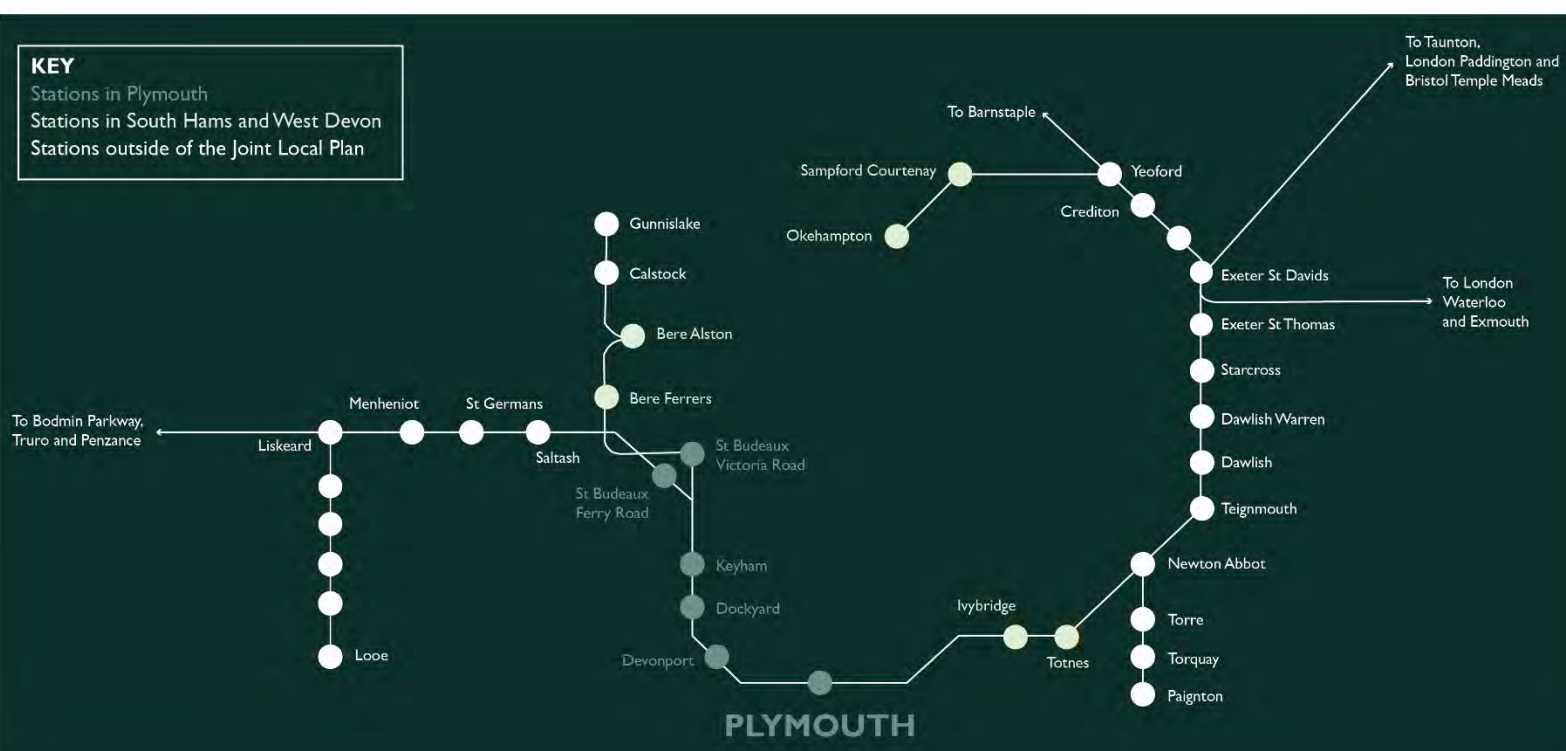 KEY
Stations in Plymouth
Stations in South Hams and West Devon
Stations outside of the Joint Local Plan
To Taunton,
London Paddington and
Bristol Temple Meads
To Barnstaple
Sampford Courtenay
Yeoford
Crediton
Okehampton
Gunnislake
Calstock
Exeter St Davids
To London
Waterloo
and Exmouth
Exeter St Thomas
Bere Alston
Starcross
Bere Ferrers
Menheniot
St Germans
To Bodmin Parkway,
Truro and Penzance
Liskeard
Saltash
Dawlish Warren
St Budeaux
Victoria Road
Dawlish
St Budeaux
Ferry Road
Teignmouth
Keyham
Newton Abbot
Dockyard
Ivybridge
Torre
Looe
Devonport
Totnes
Torquay
Paignton
PLYMOUTH